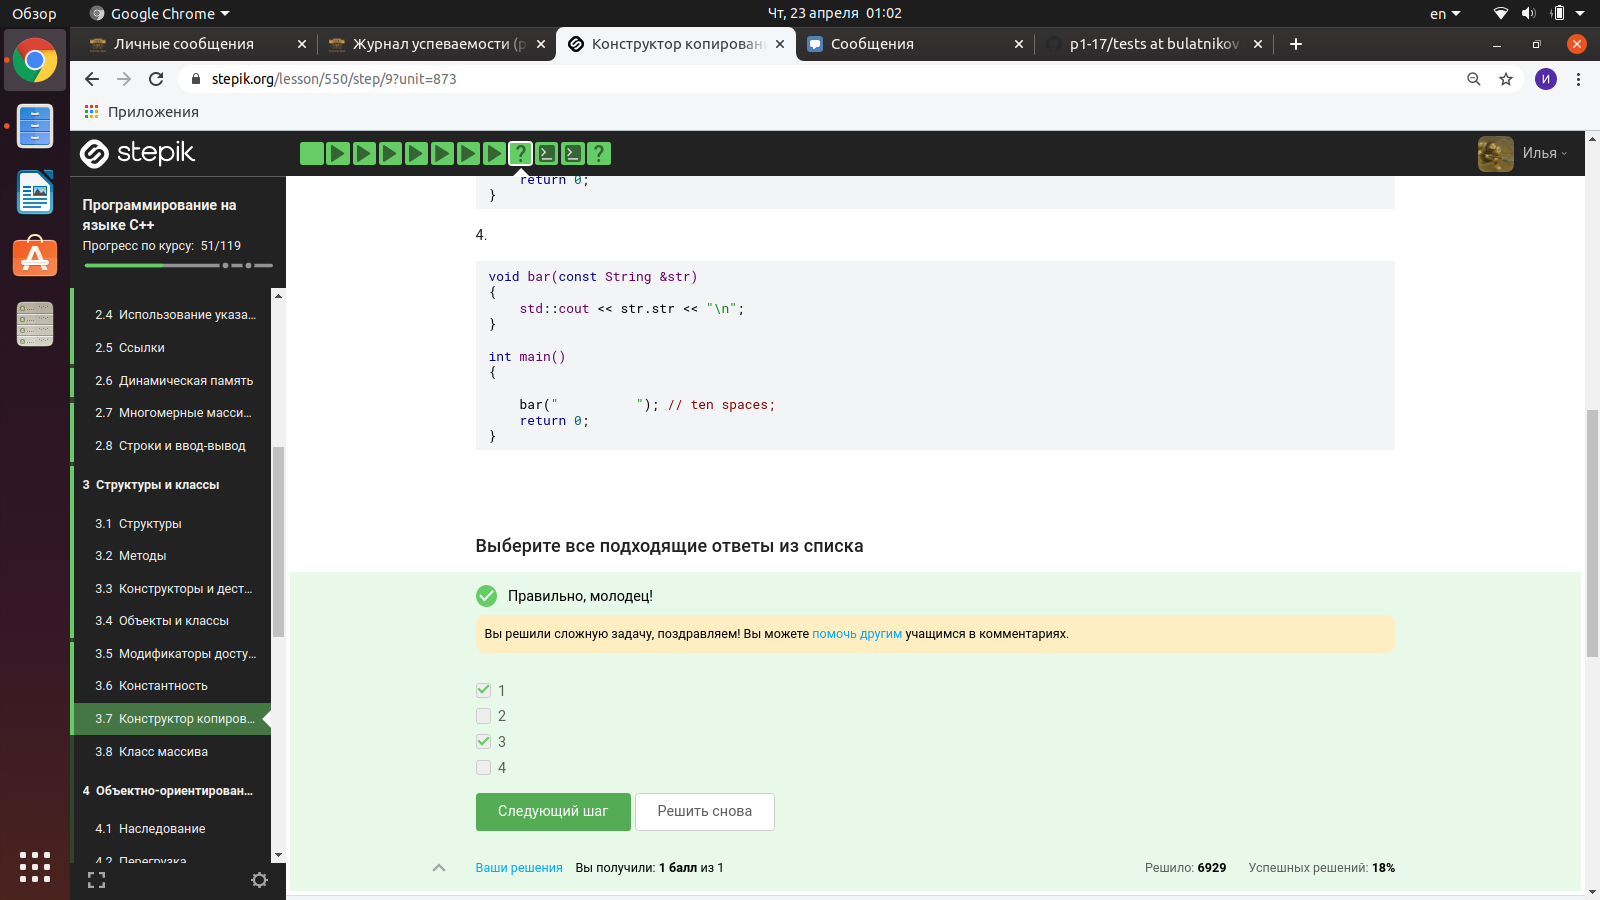 Обзор
Google Chrome
Чт, 23 апреля 01:02
en
Личные сообщения
Журнал успеваемости (р
Конструктор копирован
Сообщения
p1-17/tests at bulatnikov
stepik.org/lesson/550/step/9?unit=873
И
Приложения
stepik
Илья
Программирование на
языке C++
Прогресс по курсу: 51/119
2.4 Использование указа...
2.5 Ссылки
2.6 Динамическая память
2.7 Многомерные масси...
2.8 Строки и ввод-вывод
3 Структуры и классы
3.1 Структуры
3.2 Методы
3.3 Конструкторы и дест...
3.4 Объекты и классы
3.5 Модификаторы досту...
3.6 Константность
3.7 Конструктор копиров...
3.8 Класс массива
4 Объектно-ориентирован...
4.1 Наследование
4.2 Перегрузка
return 0;
}
4.
void bar(const String &str)
{
std::cout << str.str << "\n";
}
int main()
{
bar("          "); // ten spaces;
return 0;
}
Выберите все подходящие ответы из списка
Правильно, молодец!
Вы решили сложную задачу, поздравляем! Вы можете помочь другим учащимся в комментариях.
1
2
3
4
Следующий шаг
Решить снова
Ваши решения Вы получили: 1 балл из 1
Решило: 6929 Успешных решений: 18%